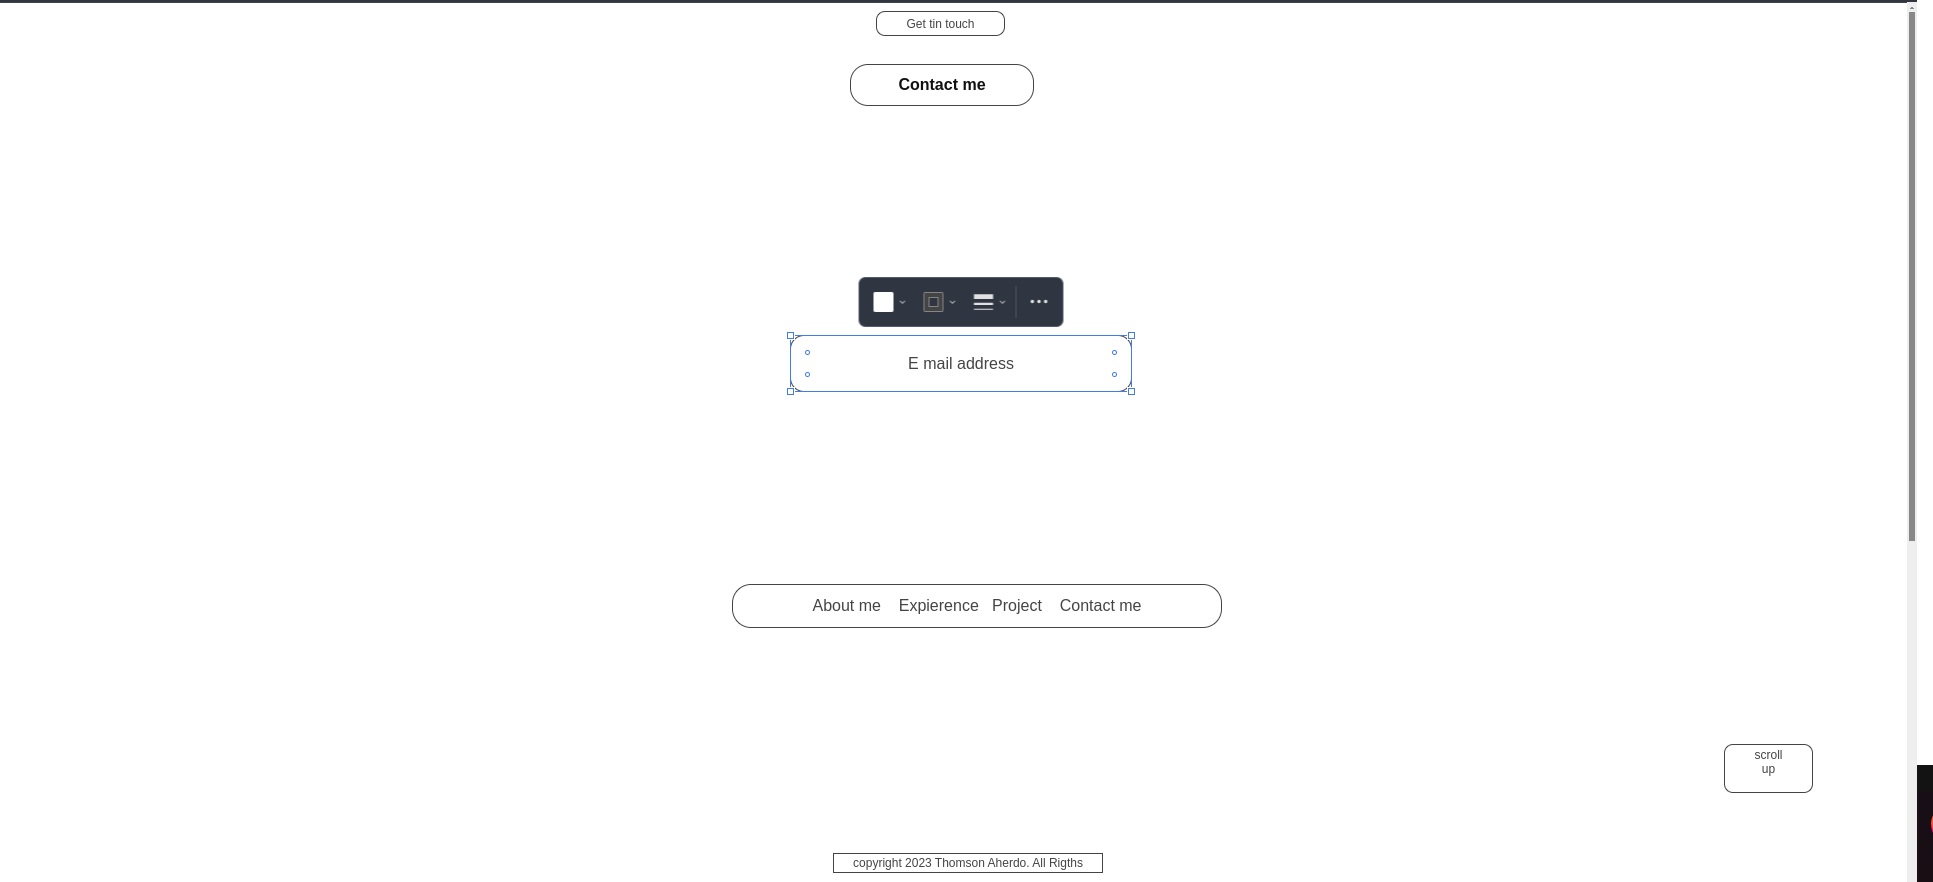 Get tin touch
Contact me
E mail address
About me Expierence Project Contact me
scroll
up
copyright 2023 Thomson Aherdo. All Rigths